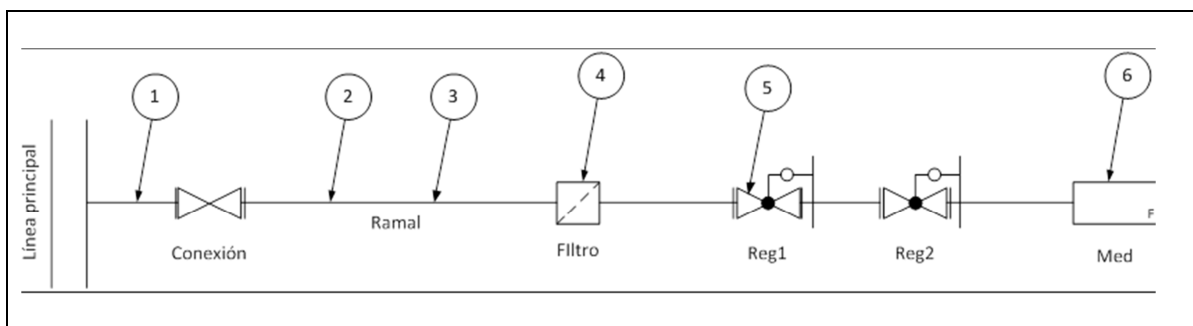 1
2
3
4
5
6
Línea principal
Conexión
Ramal
FIltro
Reg1
Reg2
Med
F